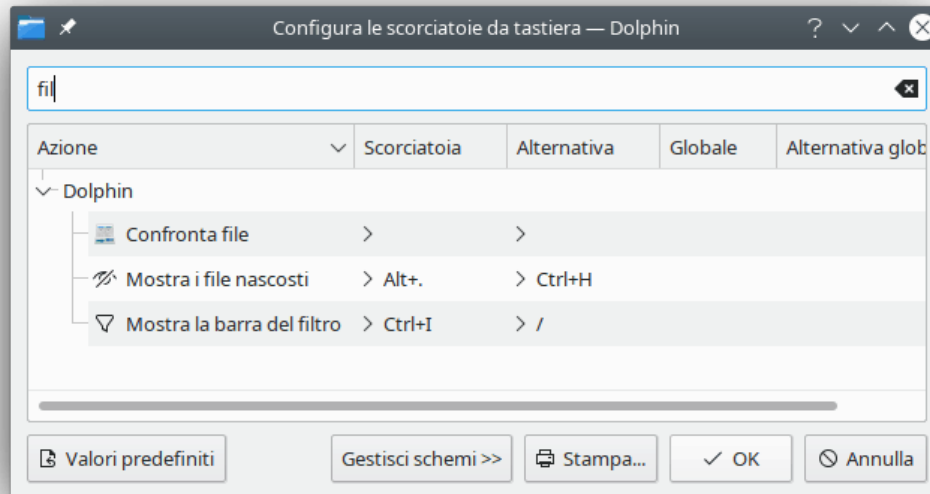 Configura le scorciatoie da tastiera — Dolphin
fil
Azione Scorciatoia Alternativa Globale Alternativa glob
Dolphin
Confronta file
Mostra i file nascosti Alt+. Ctrl+H
Mostra la barra del filtro Ctrl+I /
Valori predefiniti Gestisci schemi >> Stampa... OK Annulla